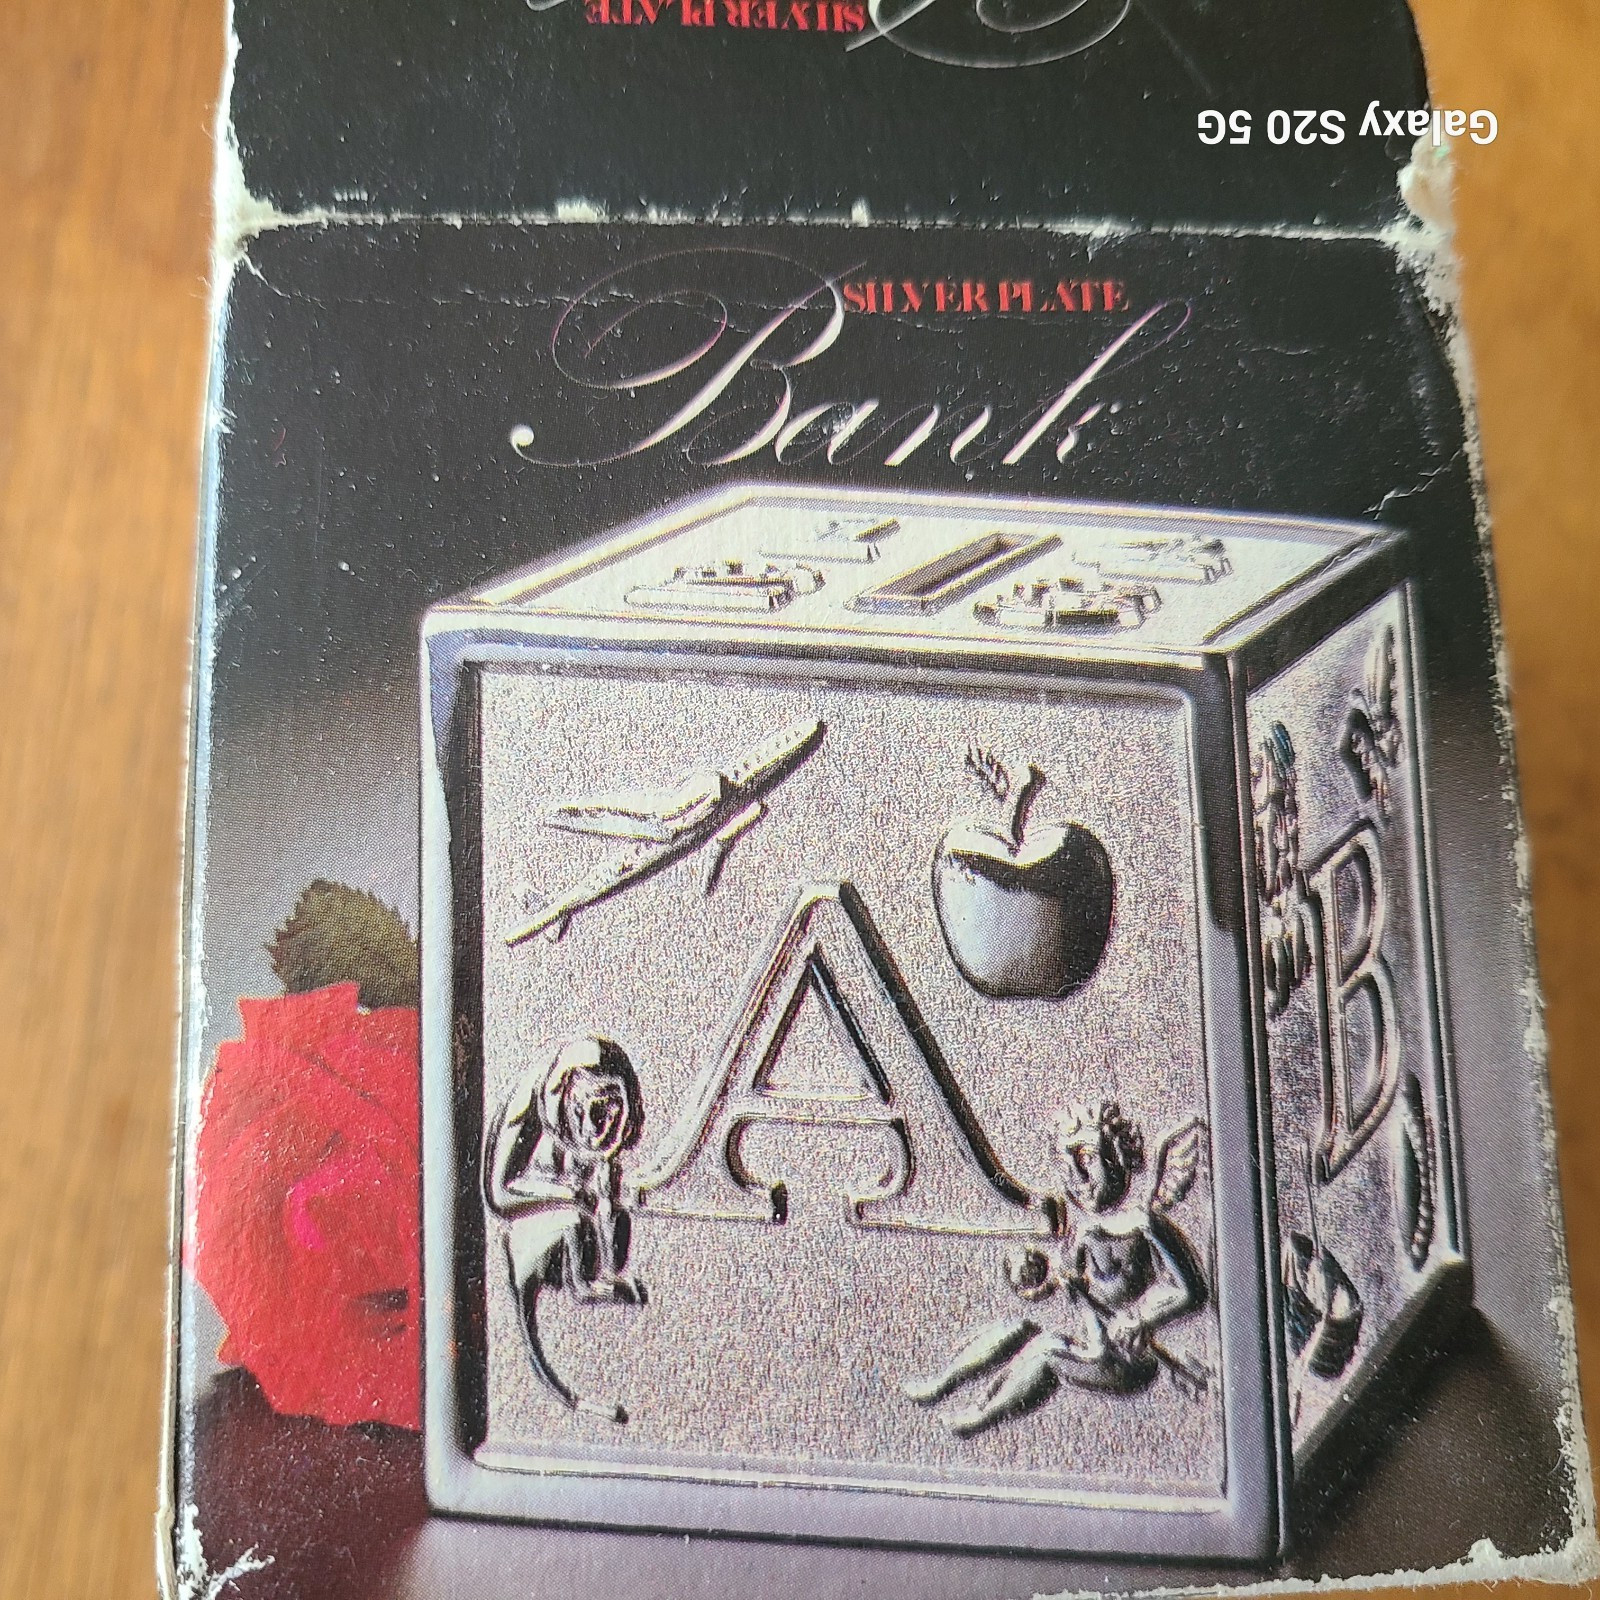 SILVER PLATE
Galaxy S20 5G
SILVER PLATE
Bank
A
B